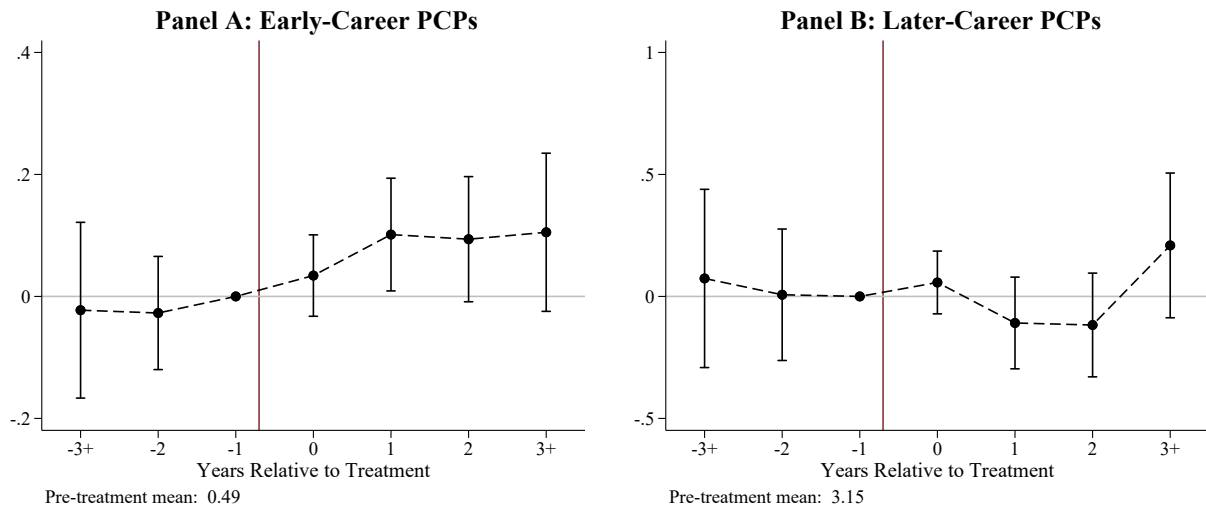 Panel A: Early-Career PCPs
.4
.2
0
-.2
-3+ -2 -1 0 1 2 3+
Years Relative to Treatment
Pre-treatment mean: 0.49
Panel B: Later-Career PCPs
1
.5
0
-.5
-3+ -2 -1 0 1 2 3+
Years Relative to Treatment
Pre-treatment mean: 3.15